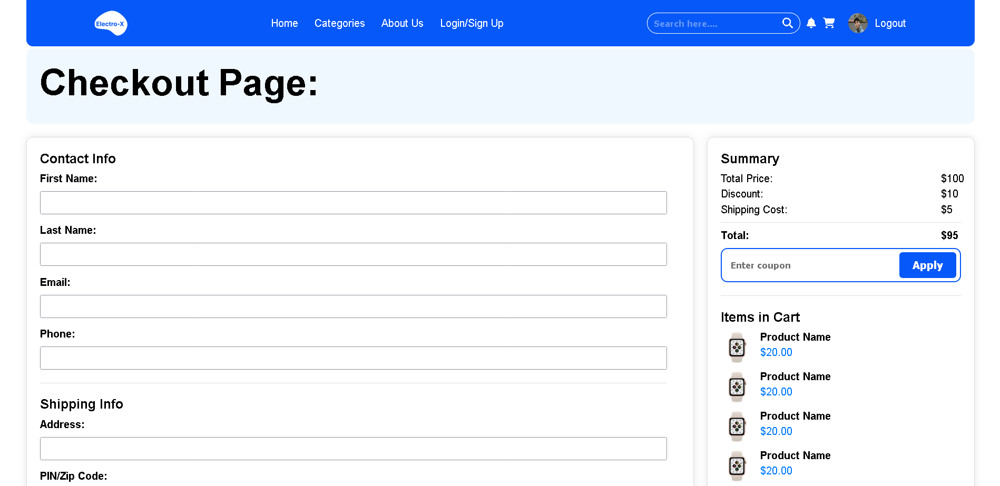 Electro-X
Home Categories About Us Login/Sign Up
Search here....
Logout
Checkout Page:
Contact Info
First Name:
Last Name:
Email:
Phone:
Shipping Info
Address:
PIN/Zip Code:
Summary
Total Price: $100
Discount: $10
Shipping Cost: $5
Total: $95
Enter coupon Apply
Items in Cart
Product Name
$20.00
Product Name
$20.00
Product Name
$20.00
Product Name
$20.00